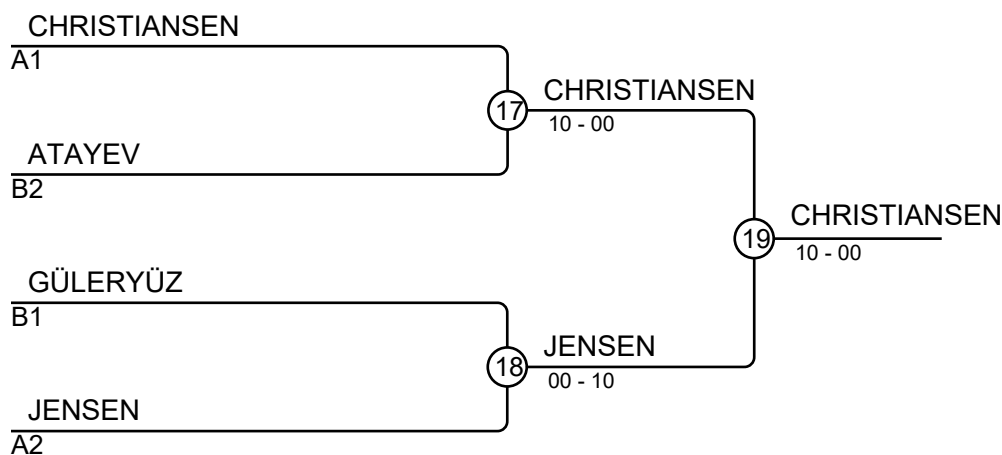 CHRISTIANSEN
A1
17
CHRISTIANSEN
10 - 00
ATAYEV
B2
19
CHRISTIANSEN
10 - 00
GÜLERYÜZ
B1
18
JENSEN
00 - 10
JENSEN
A2